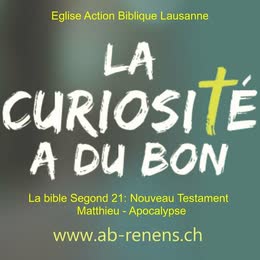 Eglise Action Biblique Lausanne
LA
CURIOSITÉ
A DU BON
La bible Segond 21: Nouveau Testament
Matthieu - Apocalypse
www.ab-renens.ch